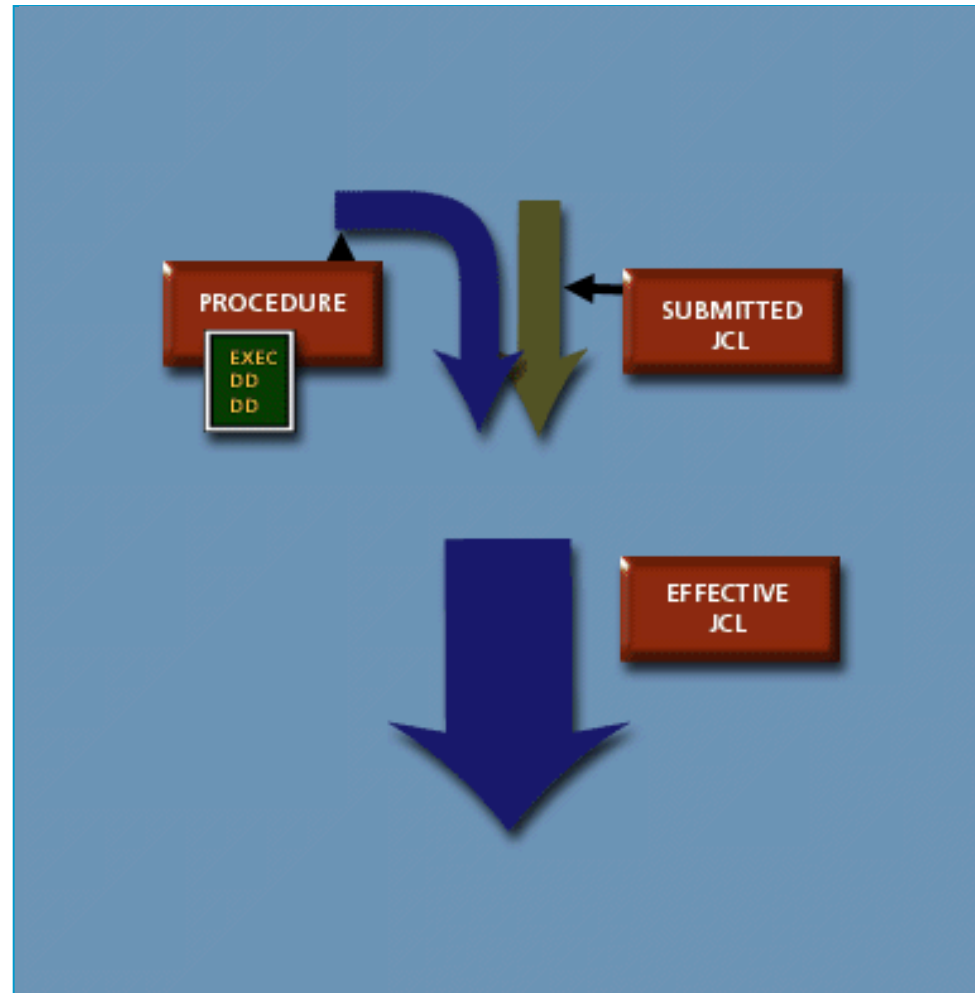 PROCEDURE
EXEC
DD
DD
SUBMITTED
JCL
EFFECTIVE
JCL